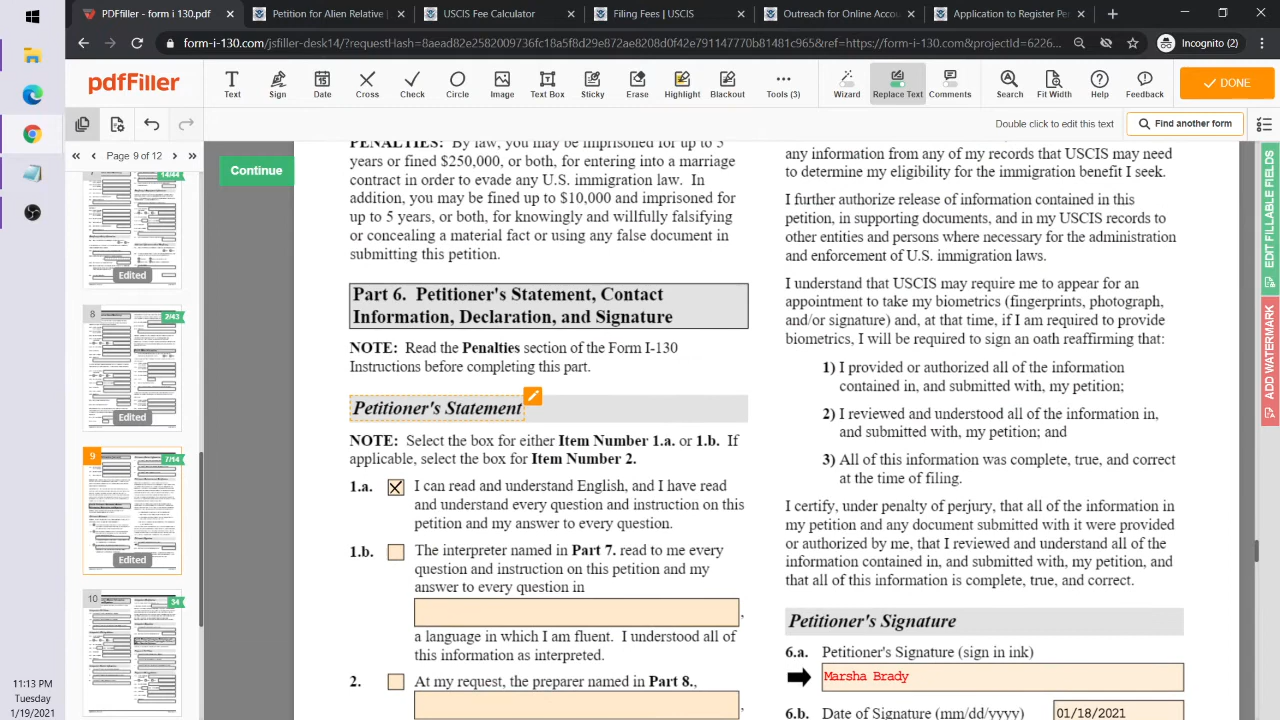 PDF - form i-130.pdf
Petition for Alien Relative
USCIS Fee Calculator
Filing Fees | USCIS
Outreach for Online Account
Application to Register Per
form-i-130.com/jsfiller-desk14/?
Incognito (2)
pdfFiller
Text
Sign
Date
Cross
Check
Circle
Image
Text Box
Sticky
Erase
Highlight
Blackout
Tools (3)
Wizard
Replace Text
Comments
Search
Fit Width
Help
Feedback
DONE
Double click to edit this text
Find another form
Page 9 of 12
Continue
14/44
Edited
8
2/43
Edited
9
7/14
Edited
10
34
PENALTIES: By law, you may be imprisoned for up to 5
years or fined $250,000, or both, for entering into a marriage
contract in order to evade any U.S. immigration law. In
addition, you may be fined up to $10,000 and imprisoned for
up to 5 years, or both, for knowingly and willfully falsifying
or concealing a material fact or using any false document in
submitting this petition.
Part 6. Petitioner's Statement, Contact
Information, Declaration, and Signature
NOTE: Read the Penalties section of the Form I-130
Instructions before completing this part.
Petitioner's Statement
NOTE: Select the box for either Item Number 1.a. or 1.b. If
applicable, select the box for Item Number 2.
1.a. I can read and understand English, and I have read
and I understand every question and instruction on this
petition and my answer to every question.
1.b. The interpreter named in Part 7. read to me every
question and instruction on this petition and my
answer to every question in
,
a language in which I am fluent. I understood all of
this information as interpreted.
2. At my request, the preparer named in Part 8.,
,
any information from any of my records that USCIS may need
to determine my eligibility for the immigration benefit I seek.
I further authorize release of information contained in this
petition, in supporting documents, and in my USCIS records to
other entities and persons where necessary for the administration
and enforcement of U.S. immigration laws.
I understand that USCIS may require me to appear for an
appointment to take my biometrics (fingerprints, photograph,
and/or signature) and, at that time, if I am required to provide
biometrics, I will be required to sign an oath reaffirming that:
1) I provided or authorized all of the information
contained in, and submitted with, my petition;
2) I reviewed and understood all of the information in,
and submitted with, my petition; and
3) All of this information was complete, true, and correct
at the time of filing.
I certify, under penalty of perjury, that all of the information in
my petition and any document submitted with it were provided
or authorized by me, that I reviewed and understand all of the
information contained in, and submitted with, my petition, and
that all of this information is complete, true, and correct.
Petitioner's Signature
6.a. Petitioner's Signature (sign in ink)
6.b. Date of Signature (mm/dd/yyyy) 01/18/2021
EDIT FILLABLE FIELDS
ADD WATERMARK
11:13 PM
Tuesday
1/19/2021